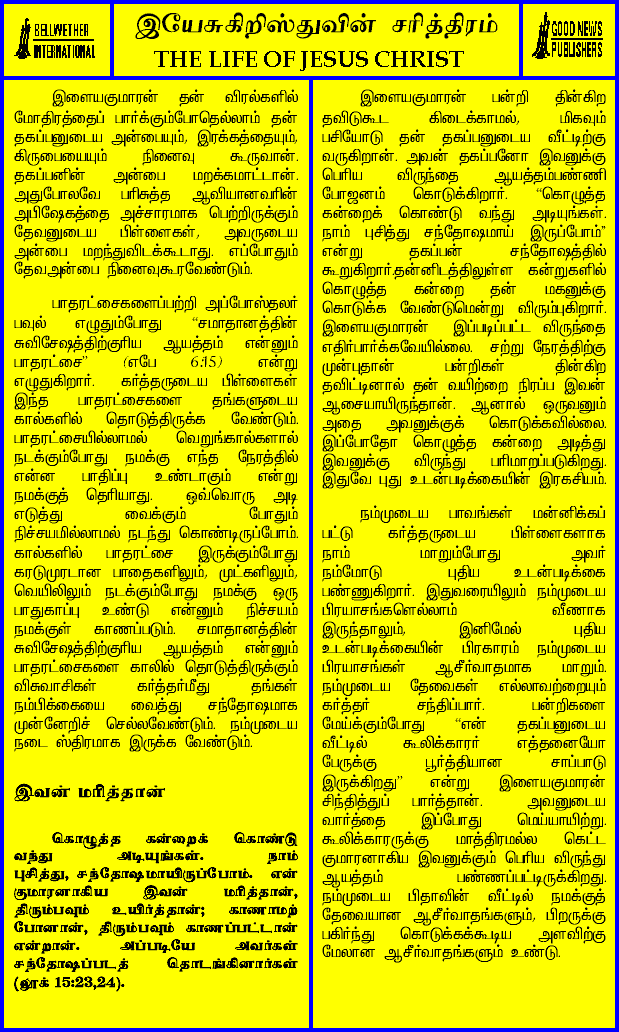 BELLWETHER
INTERNATIONAL
இயேசுகிறிஸ்துவின் சரித்திரம்
THE LIFE OF JESUS CHRIST
GOOD NEWS
PUBLISHERS
இளையகுமாரன் தன் விரல்களில்
மோதிரத்தைப் பார்க்கும்போதெல்லாம் தன்
தகப்பனுடைய அன்பையும், இரக்கத்தையும்,
கிருபையையும் நினைவு கூருவான்.
தகப்பனின் அன்பை மறக்கமாட்டான்.
அதுபோலவே பரிசுத்த ஆவியானவரின்
அபிஷேகத்தை அச்சாரமாக பெற்றிருக்கும்
தேவனுடைய பிள்ளைகள், அவருடைய
அன்பை மறந்துவிடக்கூடாது. எப்போதும்
தேவஅன்பை நினைவுகூரவேண்டும்.
பாதரட்சைகளைப்பற்றி அப்போஸ்தலர்
பவுல் எழுதும்போது “சமாதானத்தின்
சுவிசேஷத்திற்குரிய ஆயத்தம் என்னும்
பாதரட்சை” (எபே 6:15) என்று
எழுதுகிறார். கர்த்தருடைய பிள்ளைகள்
இந்த பாதரட்சைகளை தங்களுடைய
கால்களில் தொடுத்திருக்க வேண்டும்.
பாதரட்சையில்லாமல் வெறுங்கால்களால்
நடக்கும்போது நமக்கு எந்த நேரத்தில்
என்ன பாதிப்பு உண்டாகும் என்று
நமக்குத் தெரியாது. ஒவ்வொரு அடி
எடுத்து வைக்கும் போதும்
நிச்சயமில்லாமல் நடந்து கொண்டிருப்போம்.
கால்களில் பாதரட்சை இருக்கும்போது
கரடுமுரடான பாதைகளிலும், முட்களிலும்,
வெயிலிலும் நடக்கும்போது நமக்கு ஒரு
பாதுகாப்பு உண்டு என்னும் நிச்சயம்
நமக்குள் காணப்படும். சமாதானத்தின்
சுவிசேஷத்திற்குரிய ஆயத்தம் என்னும்
பாதரட்சைகளை காலில் தொடுத்திருக்கும்
விசுவாசிகள் கர்த்தர்மீது தங்கள்
நம்பிக்கையை வைத்து சந்தோஷமாக
முன்னேறிச் செல்லவேண்டும். நம்முடைய
நடை ஸ்திரமாக இருக்க வேண்டும்.
இவன் மரித்தான்
கொழுத்த கன்றைக் கொண்டு
வந்து அடியுங்கள். நாம்
புசித்து, சந்தோஷமாயிருப்போம். என்
குமாரனாகிய இவன் மரித்தான்,
திரும்பவும் உயிர்த்தான்; காணாமற்
போனான், திரும்பவும் காணப்பட்டான்
என்றான். அப்படியே அவர்கள்
சந்தோஷப்படத் தொடங்கினார்கள்
(லூக் 15:23,24).
இளையகுமாரன் பன்றி தின்கிற
தவிடுகூட கிடைக்காமல், மிகவும்
பசியோடு தன் தகப்பனுடைய வீட்டிற்கு
வருகிறான். அவன் தகப்பனோ இவனுக்கு
பெரிய விருந்தை ஆயத்தம்பண்ணி
போஜனம் கொடுக்கிறார். “கொழுத்த
கன்றைக் கொண்டு வந்து அடியுங்கள்.
நாம் புசித்து சந்தோஷமாய் இருப்போம்”
என்று தகப்பன் சந்தோஷத்தில்
கூறுகிறார்.தன்னிடத்திலுள்ள கன்றுகளில்
கொழுத்த கன்றை தன் மகனுக்கு
கொடுக்க வேண்டுமென்று விரும்புகிறார்.
இளையகுமாரன் இப்படிப்பட்ட விருந்தை
எதிர்பார்க்கவேயில்லை. சற்று நேரத்திற்கு
முன்புதான் பன்றிகள் தின்கிற
தவிட்டினால் தன் வயிற்றை நிரப்ப இவன்
ஆசையாயிருந்தான். ஆனால் ஒருவனும்
அதை அவனுக்குக் கொடுக்கவில்லை.
இப்போதோ கொழுத்த கன்றை அடித்து
இவனுக்கு விருந்து பரிமாறப்படுகிறது.
இதுவே புது உடன்படிக்கையின் இரகசியம்.
நம்முடைய பாவங்கள் மன்னிக்கப்
பட்டு கர்த்தருடைய பிள்ளைகளாக
நாம் மாறும்போது அவர்
நம்மோடு புதிய உடன்படிக்கை
பண்ணுகிறார். இதுவரையிலும் நம்முடைய
பிரயாசங்களெல்லாம் வீணாக
இருந்தாலும், இனிமேல் புதிய
உடன்படிக்கையின் பிரகாரம் நம்முடைய
பிரயாசங்கள் ஆசீர்வாதமாக மாறும்.
நம்முடைய தேவைகள் எல்லாவற்றையும்
கர்த்தர் சந்திப்பார். பன்றிகளை
மேய்க்கும்போது “என் தகப்பனுடைய
வீட்டில் கூலிக்காரர் எத்தனையோ
பேருக்கு பூர்த்தியான சாப்பாடு
இருக்கிறது” என்று இளையகுமாரன்
சிந்தித்துப் பார்த்தான். அவனுடைய
வார்த்தை இப்போது மெய்யாயிற்று.
கூலிக்காரருக்கு மாத்திரமல்ல கெட்ட
குமாரனாகிய இவனுக்கும் பெரிய விருந்து
ஆயத்தம் பண்ணப்பட்டிருக்கிறது.
நம்முடைய பிதாவின் வீட்டில் நமக்குத்
தேவையான ஆசீர்வாதங்களும், பிறருக்கு
பகிர்ந்து கொடுக்கக்கூடிய அளவிற்கு
மேலான ஆசீர்வாதங்களும் உண்டு.